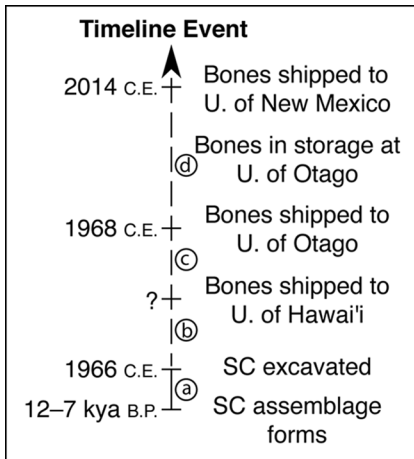 Timeline Event
2014 C.E. Bones shipped to
U. of New Mexico
Bones in storage at
ⓓ U. of Otago
1968 C.E. Bones shipped to
U. of Otago
ⓒ
? Bones shipped to
U. of Hawai'i
ⓑ
1966 C.E. SC excavated
ⓐ
12–7 kya B.P. SC assemblage
forms